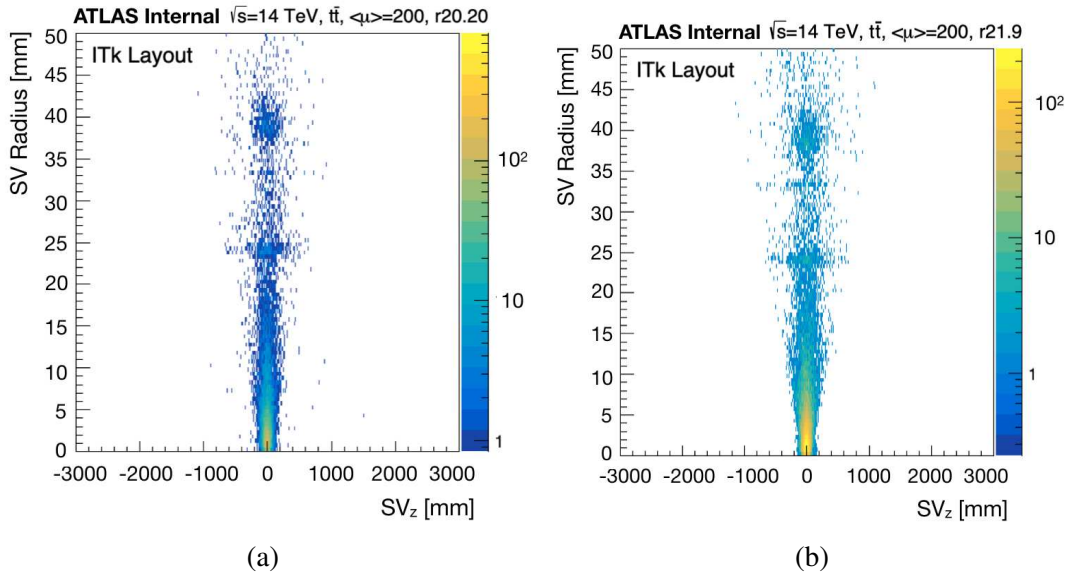 ATLAS Internal √s=14 TeV, tt̄, <μ>=200, r20.20
ITk Layout
SV Radius [mm]
50
45
40
35
30
25
20
15
10
5
0
-3000 -2000 -1000 0 1000 2000 3000
SVz [mm]
10²
10
1
(a)
ATLAS Internal √s=14 TeV, tt̄, <μ>=200, r21.9
ITk Layout
SV Radius [mm]
50
45
40
35
30
25
20
15
10
5
0
-3000 -2000 -1000 0 1000 2000 3000
SVz [mm]
10²
10
1
(b)